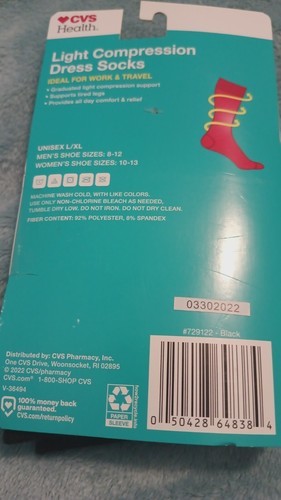 CVS
Health.
Light Compression
Dress Socks
IDEAL FOR WORK & TRAVEL
• Graduated light compression support
• Supports tired legs
• Provides all day comfort & relief
UNISEX L/XL
MEN'S SHOE SIZES: 8-12
WOMEN'S SHOE SIZES: 10-13
MACHINE WASH COLD, WITH LIKE COLORS.
USE ONLY NON-CHLORINE BLEACH AS NEEDED,
TUMBLE DRY LOW. DO NOT IRON. DO NOT DRY CLEAN.
FIBER CONTENT: 92% POLYESTER, 8% SPANDEX
03302022
#729122 - Black
Distributed by: CVS Pharmacy, Inc.
One CVS Drive, Woonsocket, RI 02895
© 2022 CVS/pharmacy
CVS.com® 1-800-SHOP CVS
V-36494
100% money back
guaranteed.
CVS.com/returnpolicy
PAPER
SLEEVE
how2recycle.info
0 50428 64838 4